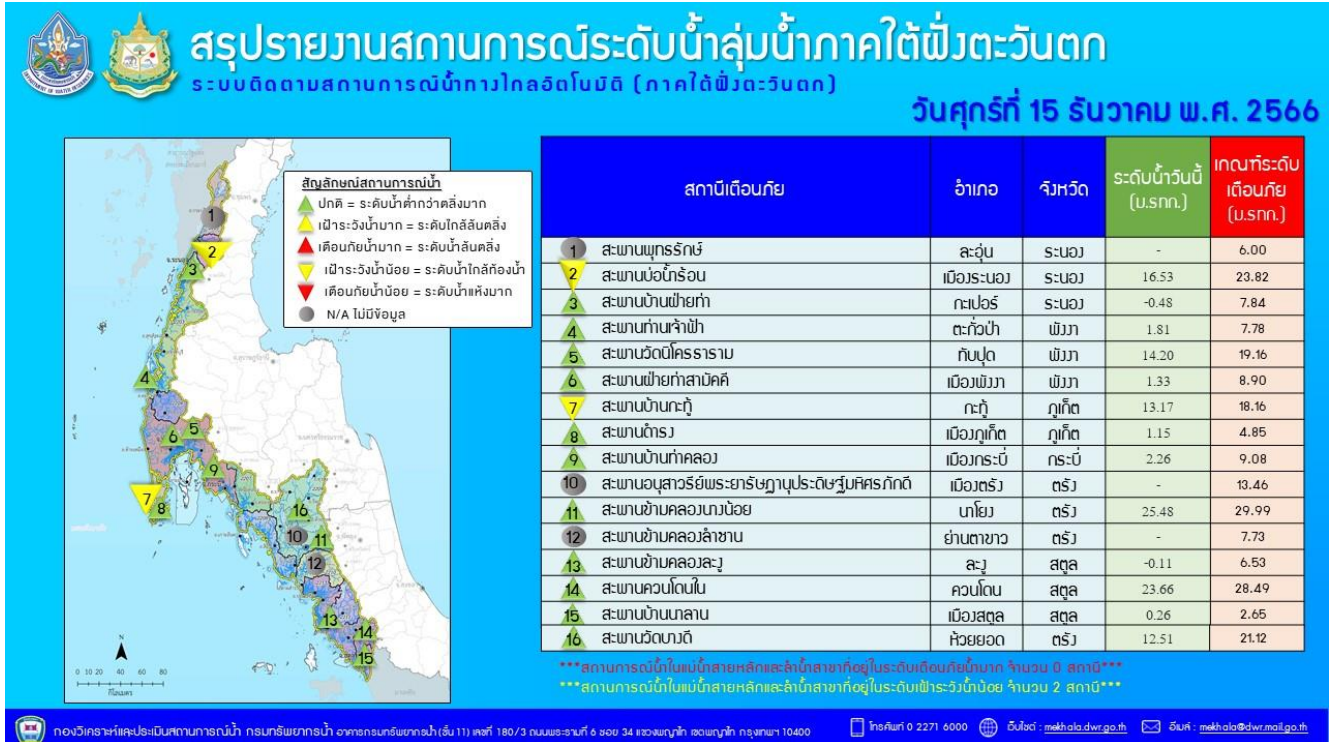 สรุปรายงานสถานการณ์ระดับน้ำลุ่มน้ำภาคใต้ฝั่งตะวันตก
ระบบติดตามสถานการณ์น้ำทางไกลอัตโนมัติ (ภาคใต้ฝั่งตะวันตก)
วันศุกร์ที่ 15 ธันวาคม พ.ศ. 2566
สัญลักษณ์สถานการณ์น้ำ
ปกติ = ระดับน้ำต่ำกว่าตลิ่งมาก
เฝ้าระวังน้ำมาก = ระดับใกล้ล้นตลิ่ง
เตือนภัยน้ำมาก = ระดับน้ำล้นตลิ่ง
เฝ้าระวังน้ำน้อย = ระดับน้ำใกล้ท้องน้ำ
เตือนภัยน้ำน้อย = ระดับน้ำแห้งมาก
N/A ไม่มีข้อมูล
1
2
3
4
5
6
7
8
9
16
10 11
12
13
14
15
N
0 10 20 40 60 80
กิโลเมตร
สถานีเตือนภัย อำเภอ จังหวัด ระดับน้ำวันนี้ (ม.รทก.) เกณฑ์ระดับเตือนภัย (ม.รทก.)
1 สะพานพุทธรักษ์ ละอุ่น ระนอง - 6.00
2 สะพานบ่อน้ำร้อน เมืองระนอง ระนอง 16.53 23.82
3 สะพานบ้านฝ่ายท่า กะเปอร์ ระนอง -0.48 7.84
4 สะพานท่านเจ้าฟ้า ตะกั่วป่า พังงา 1.81 7.78
5 สะพานวัดนิโครธาราม ทับปุด พังงา 14.20 19.16
6 สะพานฝ่ายท่าสามัคคี เมืองพังงา พังงา 1.33 8.90
7 สะพานบ้านกะทู้ กะทู้ ภูเก็ต 13.17 18.16
8 สะพานดำรง เมืองภูเก็ต ภูเก็ต 1.15 4.85
9 สะพานบ้านท่าคลอง เมืองกระบี่ กระบี่ 2.26 9.08
10 สะพานอนุสาวรีย์พระยารัษฎานุประดิษฐ์มหิศรภักดี เมืองตรัง ตรัง - 13.46
11 สะพานข้ามคลองนางน้อย นาโยง ตรัง 25.48 29.99
12 สะพานข้ามคลองลำชาน ย่านตาขาว ตรัง - 7.73
13 สะพานข้ามคลองละงู ละงู สตูล -0.11 6.53
14 สะพานควนโดนใน ควนโดน สตูล 23.66 28.49
15 สะพานบ้านนาลาน เมืองสตูล สตูล 0.26 2.65
16 สะพานวัดบางดี ห้วยยอด ตรัง 12.51 21.12
***สถานการณ์น้ำในแม่น้ำสายหลักและลำน้ำสาขาที่อยู่ในระดับเตือนภัยน้ำมาก จำนวน 0 สถานี***
***สถานการณ์น้ำในแม่น้ำสายหลักและลำน้ำสาขาที่อยู่ในระดับเฝ้าระวังน้ำน้อย จำนวน 2 สถานี***
กองวิเคราะห์และประเมินสถานการณ์น้ำ กรมทรัพยากรน้ำ อาคารกรมทรัพยากรน้ำ (ชั้น 11) เลขที่ 180/3 ถนนพระรามที่ 6 ซอย 34 แขวงพญาไท เขตพญาไท กรุงเทพฯ 10400 โทรศัพท์ 0 2271 6000 เว็บไซต์ : mekhala.dwr.go.th อีเมล์ : mekhala@dwr.mail.go.th